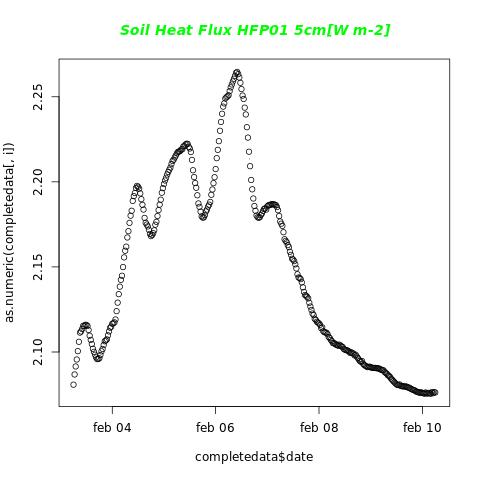 Soil Heat Flux HFP01 5cm[W m-2]
as.numeric(completedata[, i])
2.25
2.20
2.15
2.10
feb 04
feb 06
feb 08
feb 10
completedata$date